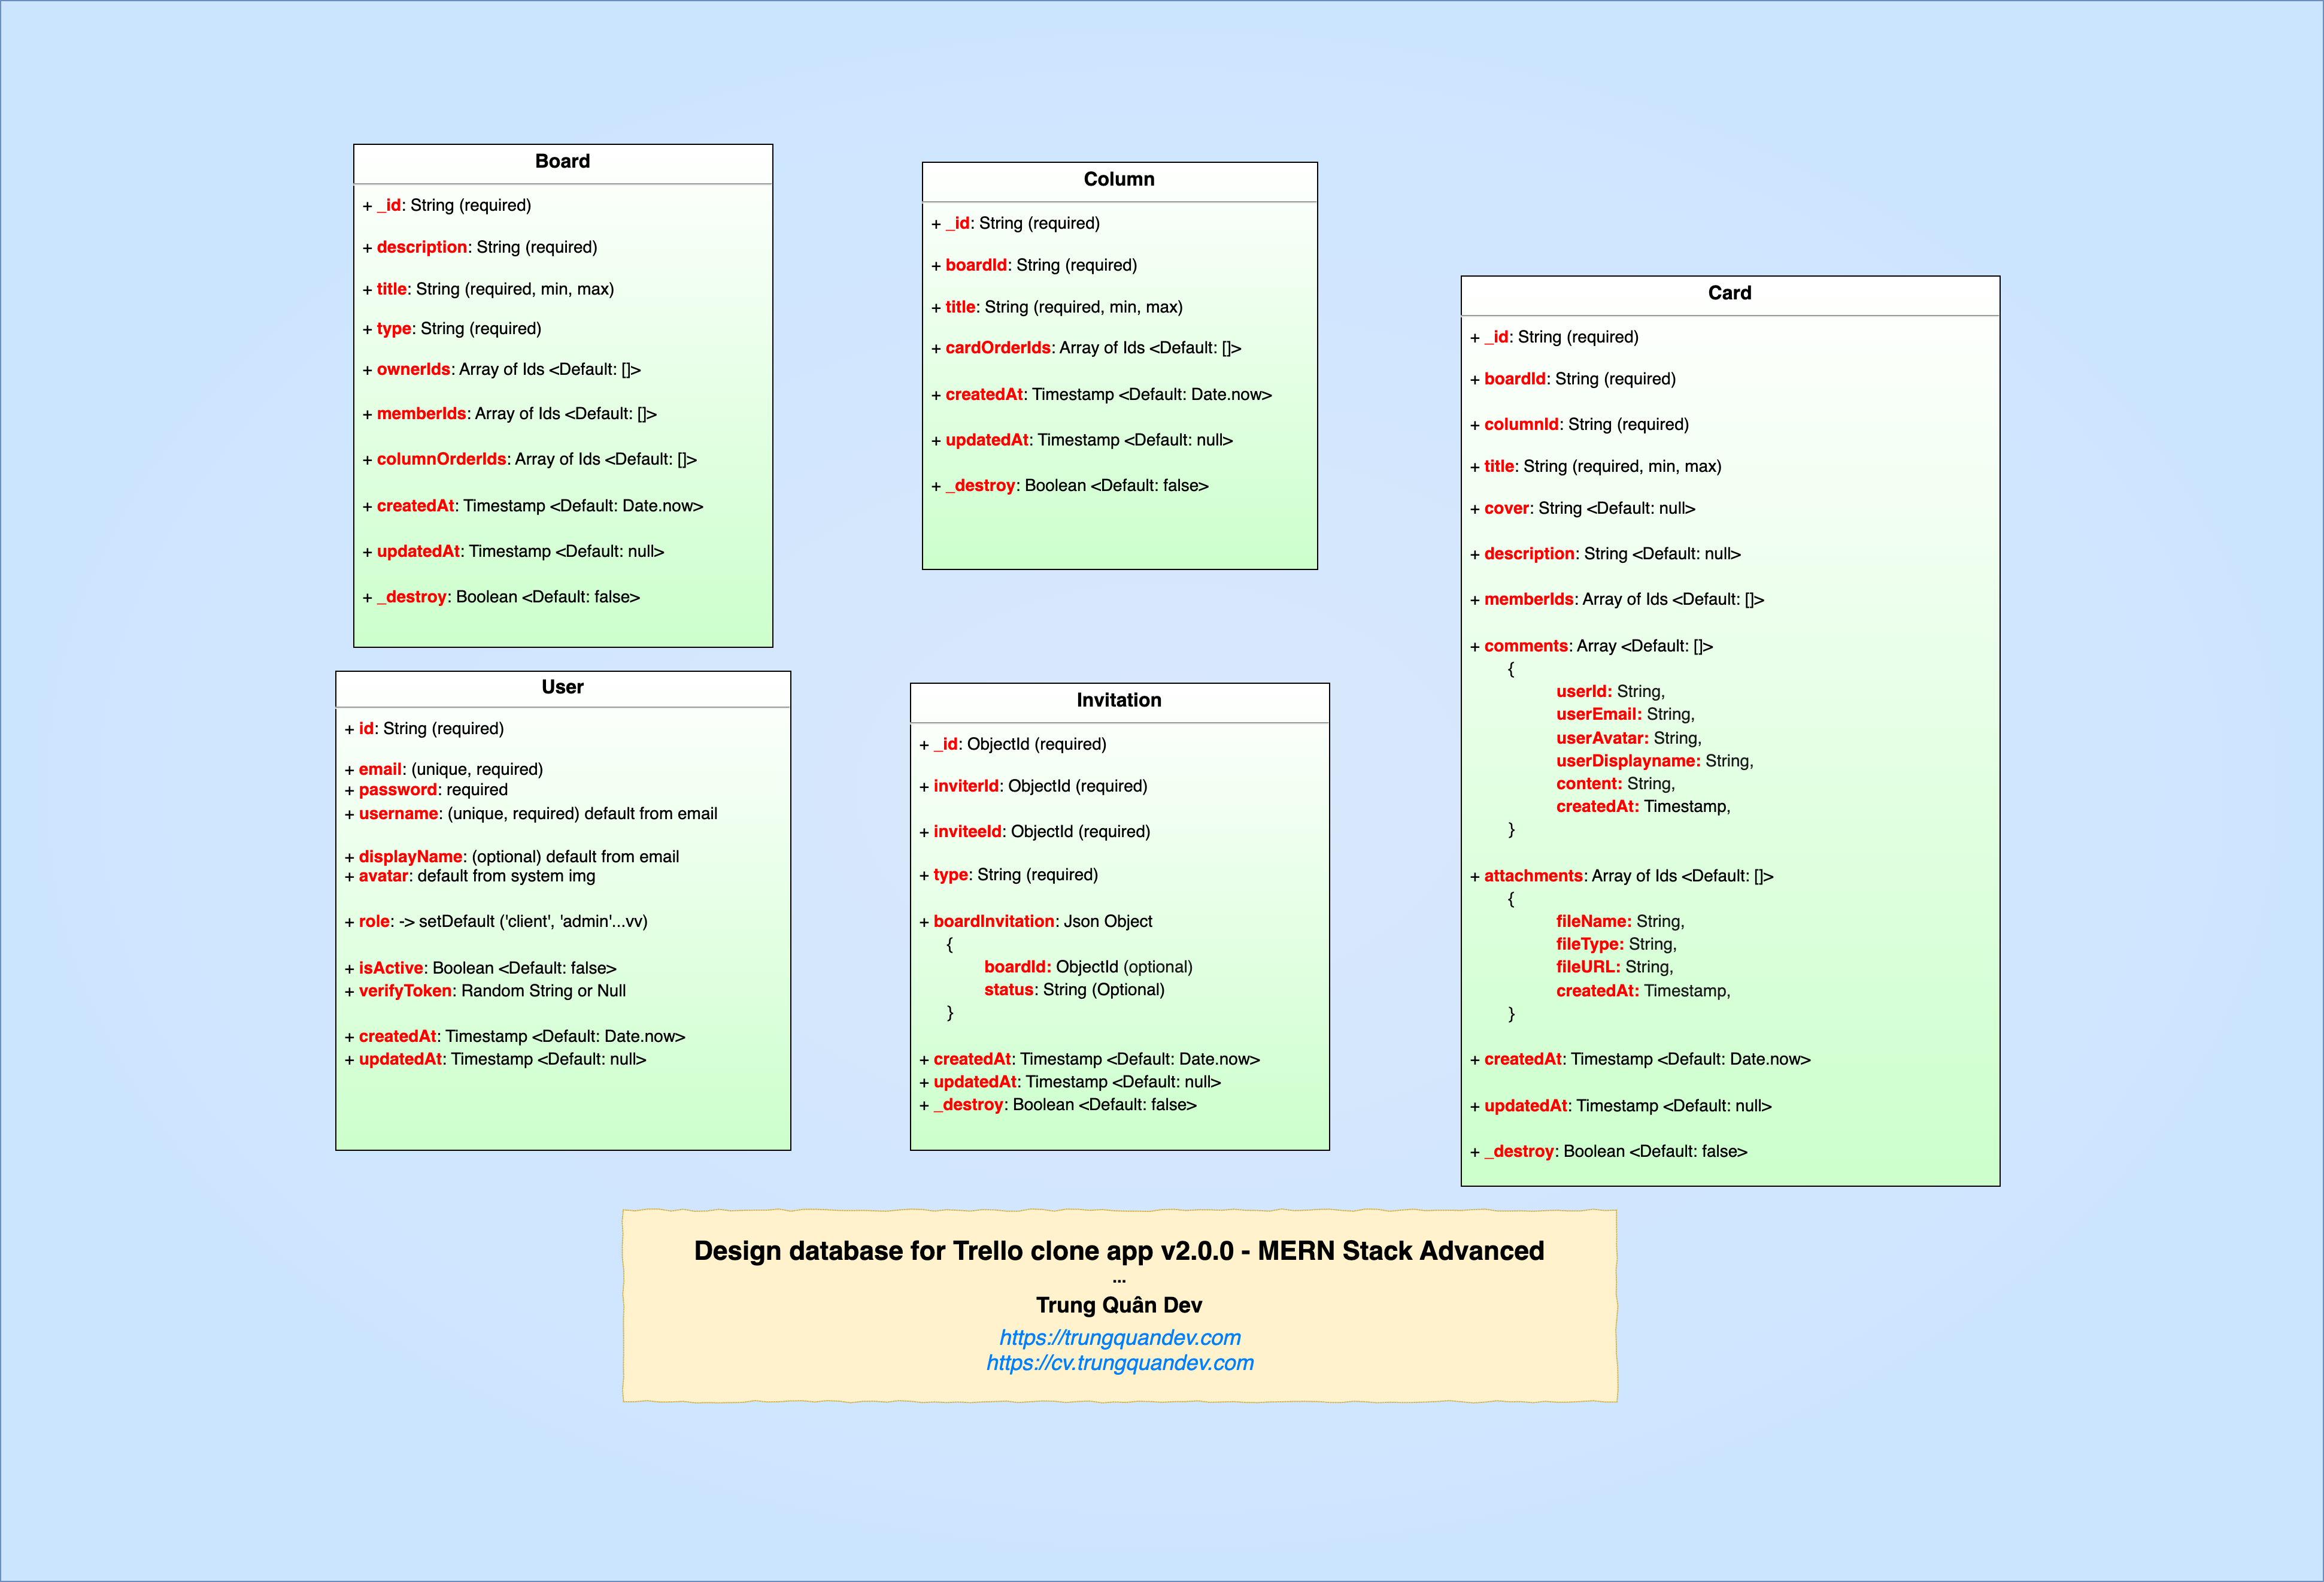 Board
+ _id: String (required)
+ description: String (required)
+ title: String (required, min, max)
+ type: String (required)
+ ownerIds: Array of Ids <Default: []>
+ memberIds: Array of Ids <Default: []>
+ columnOrderIds: Array of Ids <Default: []>
+ createdAt: Timestamp <Default: Date.now>
+ updatedAt: Timestamp <Default: null>
+ _destroy: Boolean <Default: false>
Column
+ _id: String (required)
+ boardId: String (required)
+ title: String (required, min, max)
+ cardOrderIds: Array of Ids <Default: []>
+ createdAt: Timestamp <Default: Date.now>
+ updatedAt: Timestamp <Default: null>
+ _destroy: Boolean <Default: false>
Card
+ _id: String (required)
+ boardId: String (required)
+ columnId: String (required)
+ title: String (required, min, max)
+ cover: String <Default: null>
+ description: String <Default: null>
+ memberIds: Array of Ids <Default: []>
+ comments: Array <Default: []>
{
userId: String,
userEmail: String,
userAvatar: String,
userDisplayname: String,
content: String,
createdAt: Timestamp,
}
+ attachments: Array of Ids <Default: []>
{
fileName: String,
fileType: String,
fileURL: String,
createdAt: Timestamp,
}
+ createdAt: Timestamp <Default: Date.now>
+ updatedAt: Timestamp <Default: null>
+ _destroy: Boolean <Default: false>
User
+ id: String (required)
+ email: (unique, required)
+ password: required
+ username: (unique, required) default from email
+ displayName: (optional) default from email
+ avatar: default from system img
+ role: -> setDefault ('client', 'admin'...vv)
+ isActive: Boolean <Default: false>
+ verifyToken: Random String or Null
+ createdAt: Timestamp <Default: Date.now>
+ updatedAt: Timestamp <Default: null>
Invitation
+ _id: ObjectId (required)
+ inviterId: ObjectId (required)
+ inviteeId: ObjectId (required)
+ type: String (required)
+ boardInvitation: Json Object
{
boardId: ObjectId (optional)
status: String (Optional)
}
+ createdAt: Timestamp <Default: Date.now>
+ updatedAt: Timestamp <Default: null>
+ _destroy: Boolean <Default: false>
Design database for Trello clone app v2.0.0 - MERN Stack Advanced
...
Trung Quân Dev
https://trungquandev.com
https://cv.trungquandev.com